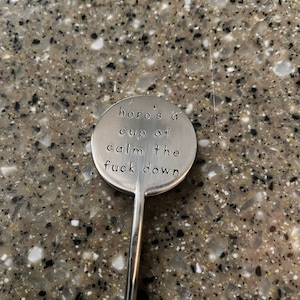 here's a
cup of
calm the
fuck down